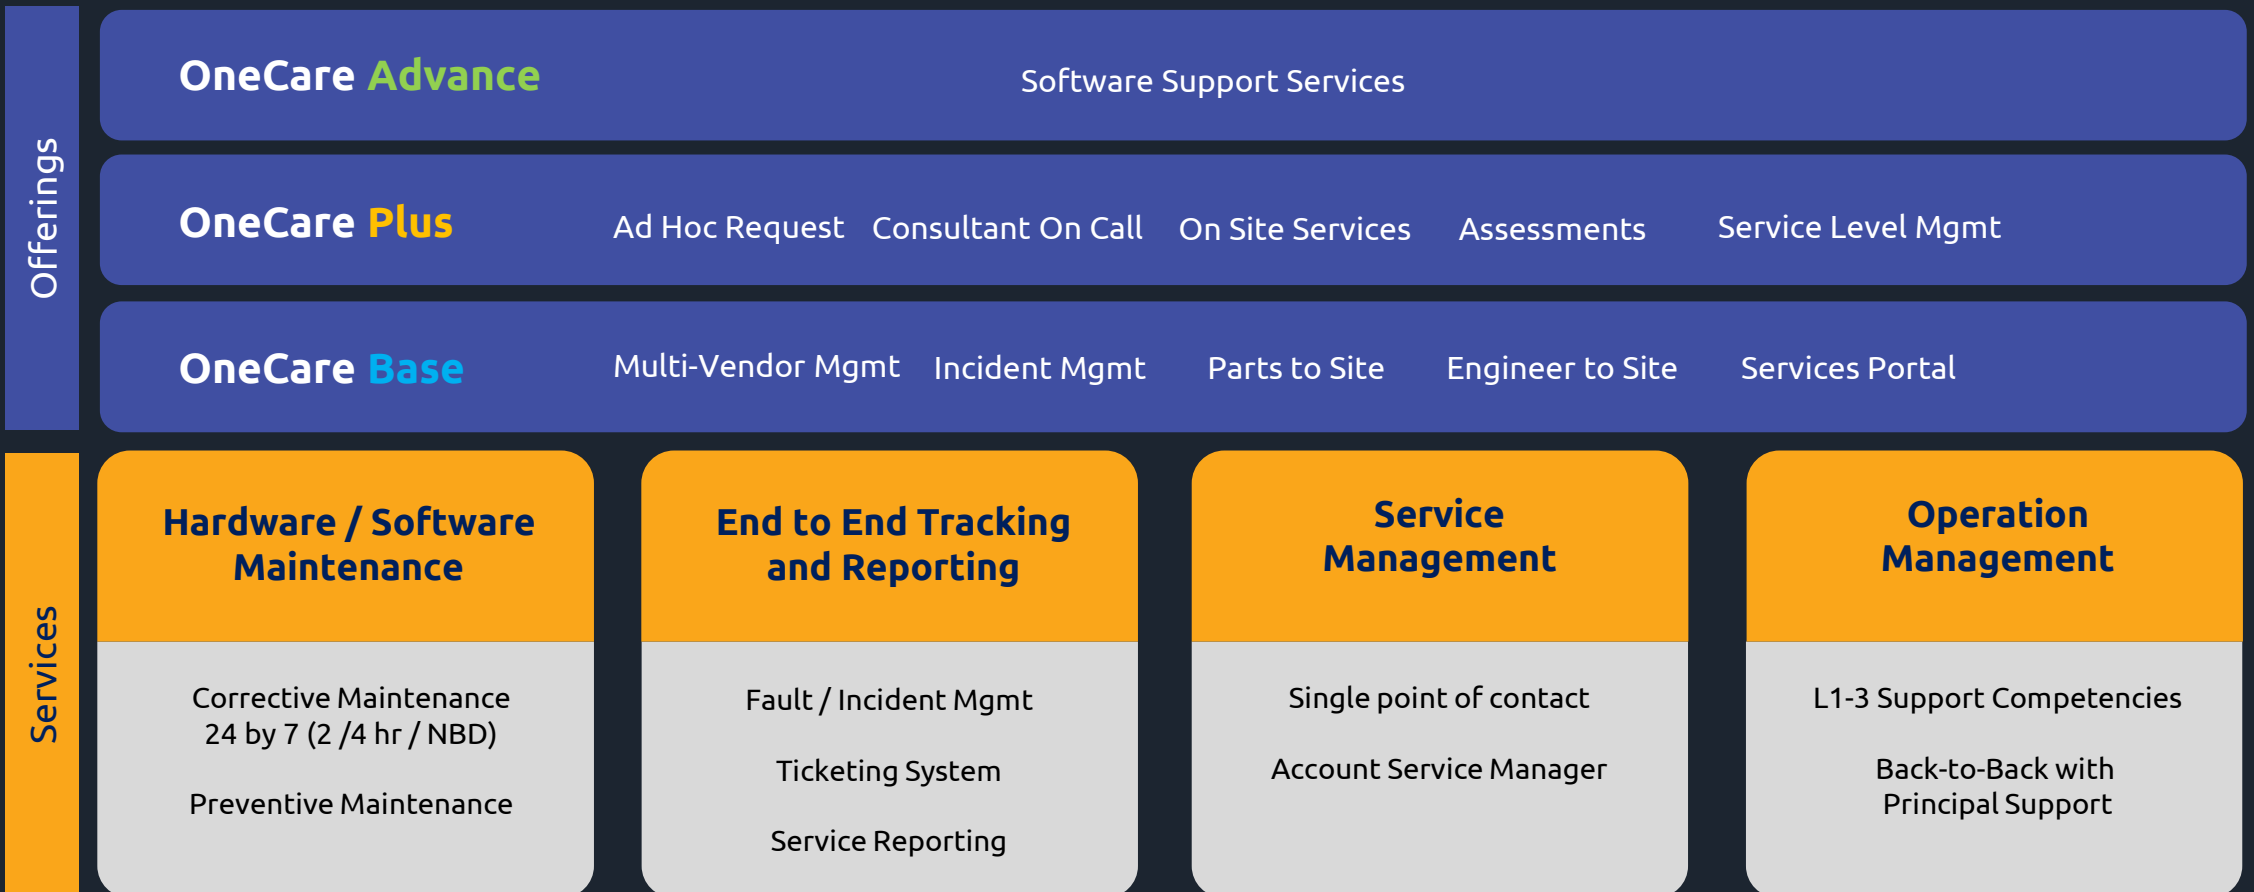 Offerings
OneCare Advance
Software Support Services
OneCare Plus
Ad Hoc Request
Consultant On Call
On Site Services
Assessments
Service Level Mgmt
OneCare Base
Multi-Vendor Mgmt
Incident Mgmt
Parts to Site
Engineer to Site
Services Portal
Services
Hardware / Software
Maintenance
Corrective Maintenance
24 by 7 (2 /4 hr / NBD)
Preventive Maintenance
End to End Tracking
and Reporting
Fault / Incident Mgmt
Ticketing System
Service Reporting
Service
Management
Single point of contact
Account Service Manager
Operation
Management
L1-3 Support Competencies
Back-to-Back with
Principal Support